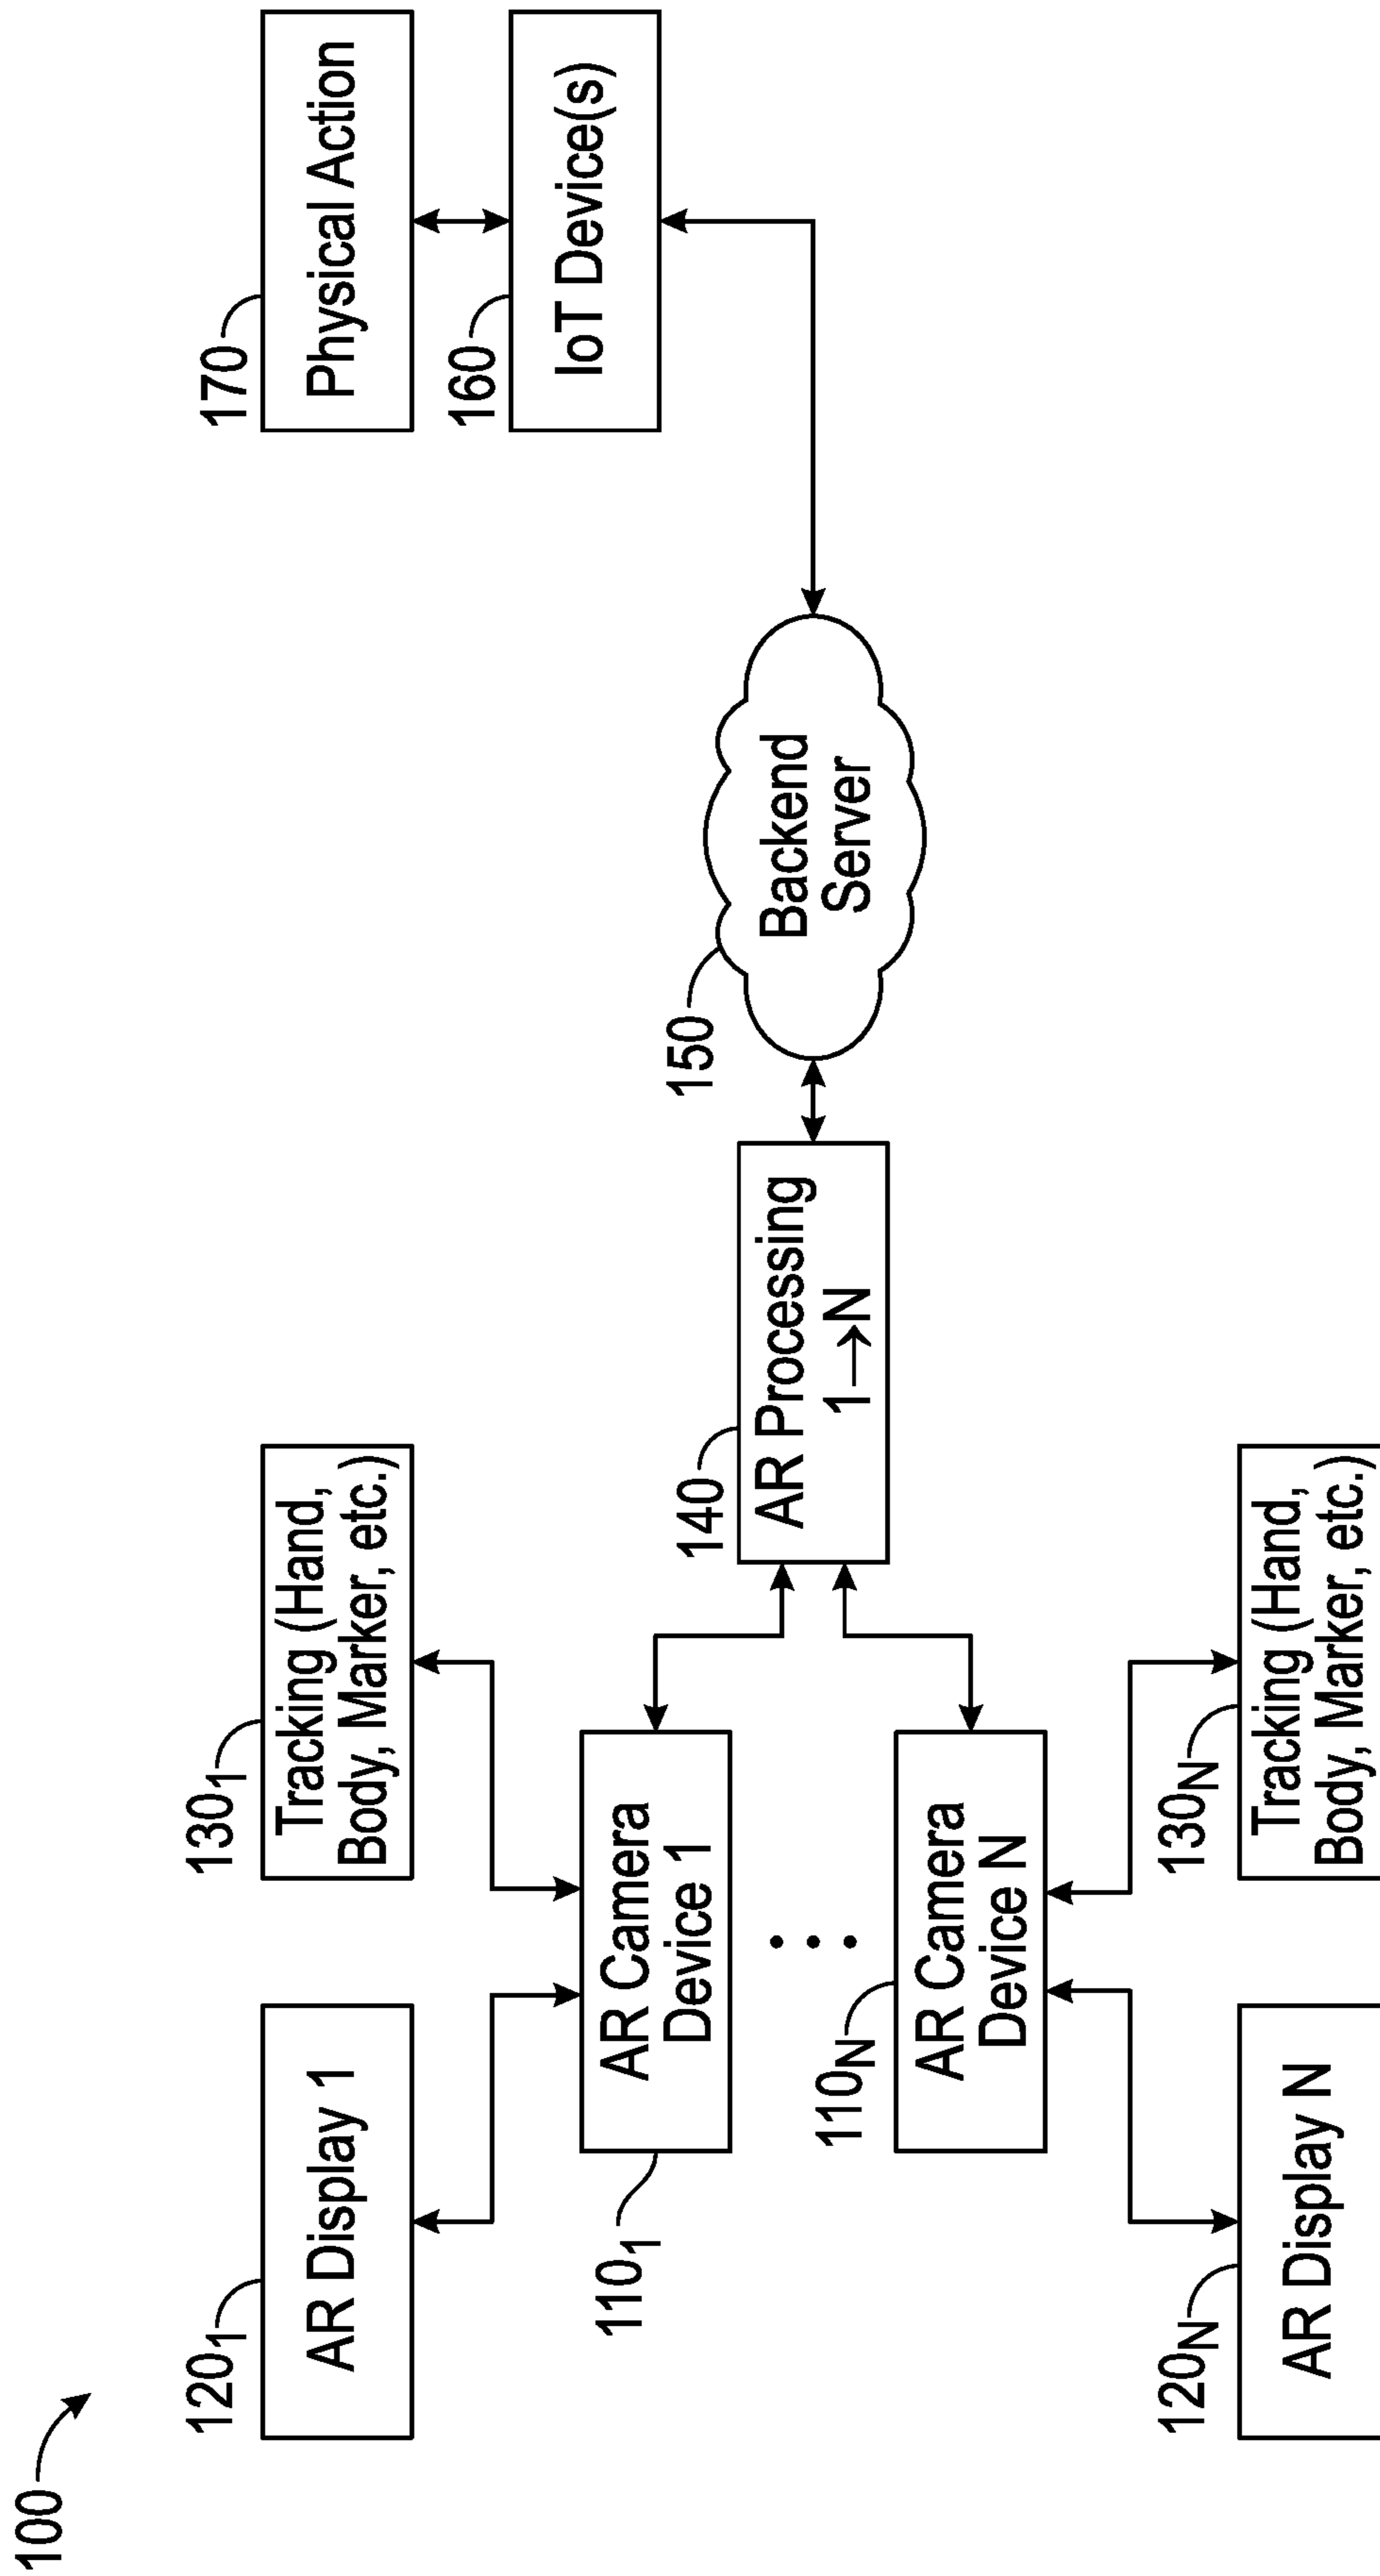 100
120₁
AR Display 1
130₁
Tracking (Hand,
Body, Marker, etc.)
170
Physical Action
160
IoT Device(s)
110₁
AR Camera
Device 1
140
AR Processing
1→N
150
Backend
Server
110N
AR Camera
Device N
120N
AR Display N
130N
Tracking (Hand,
Body, Marker, etc.)